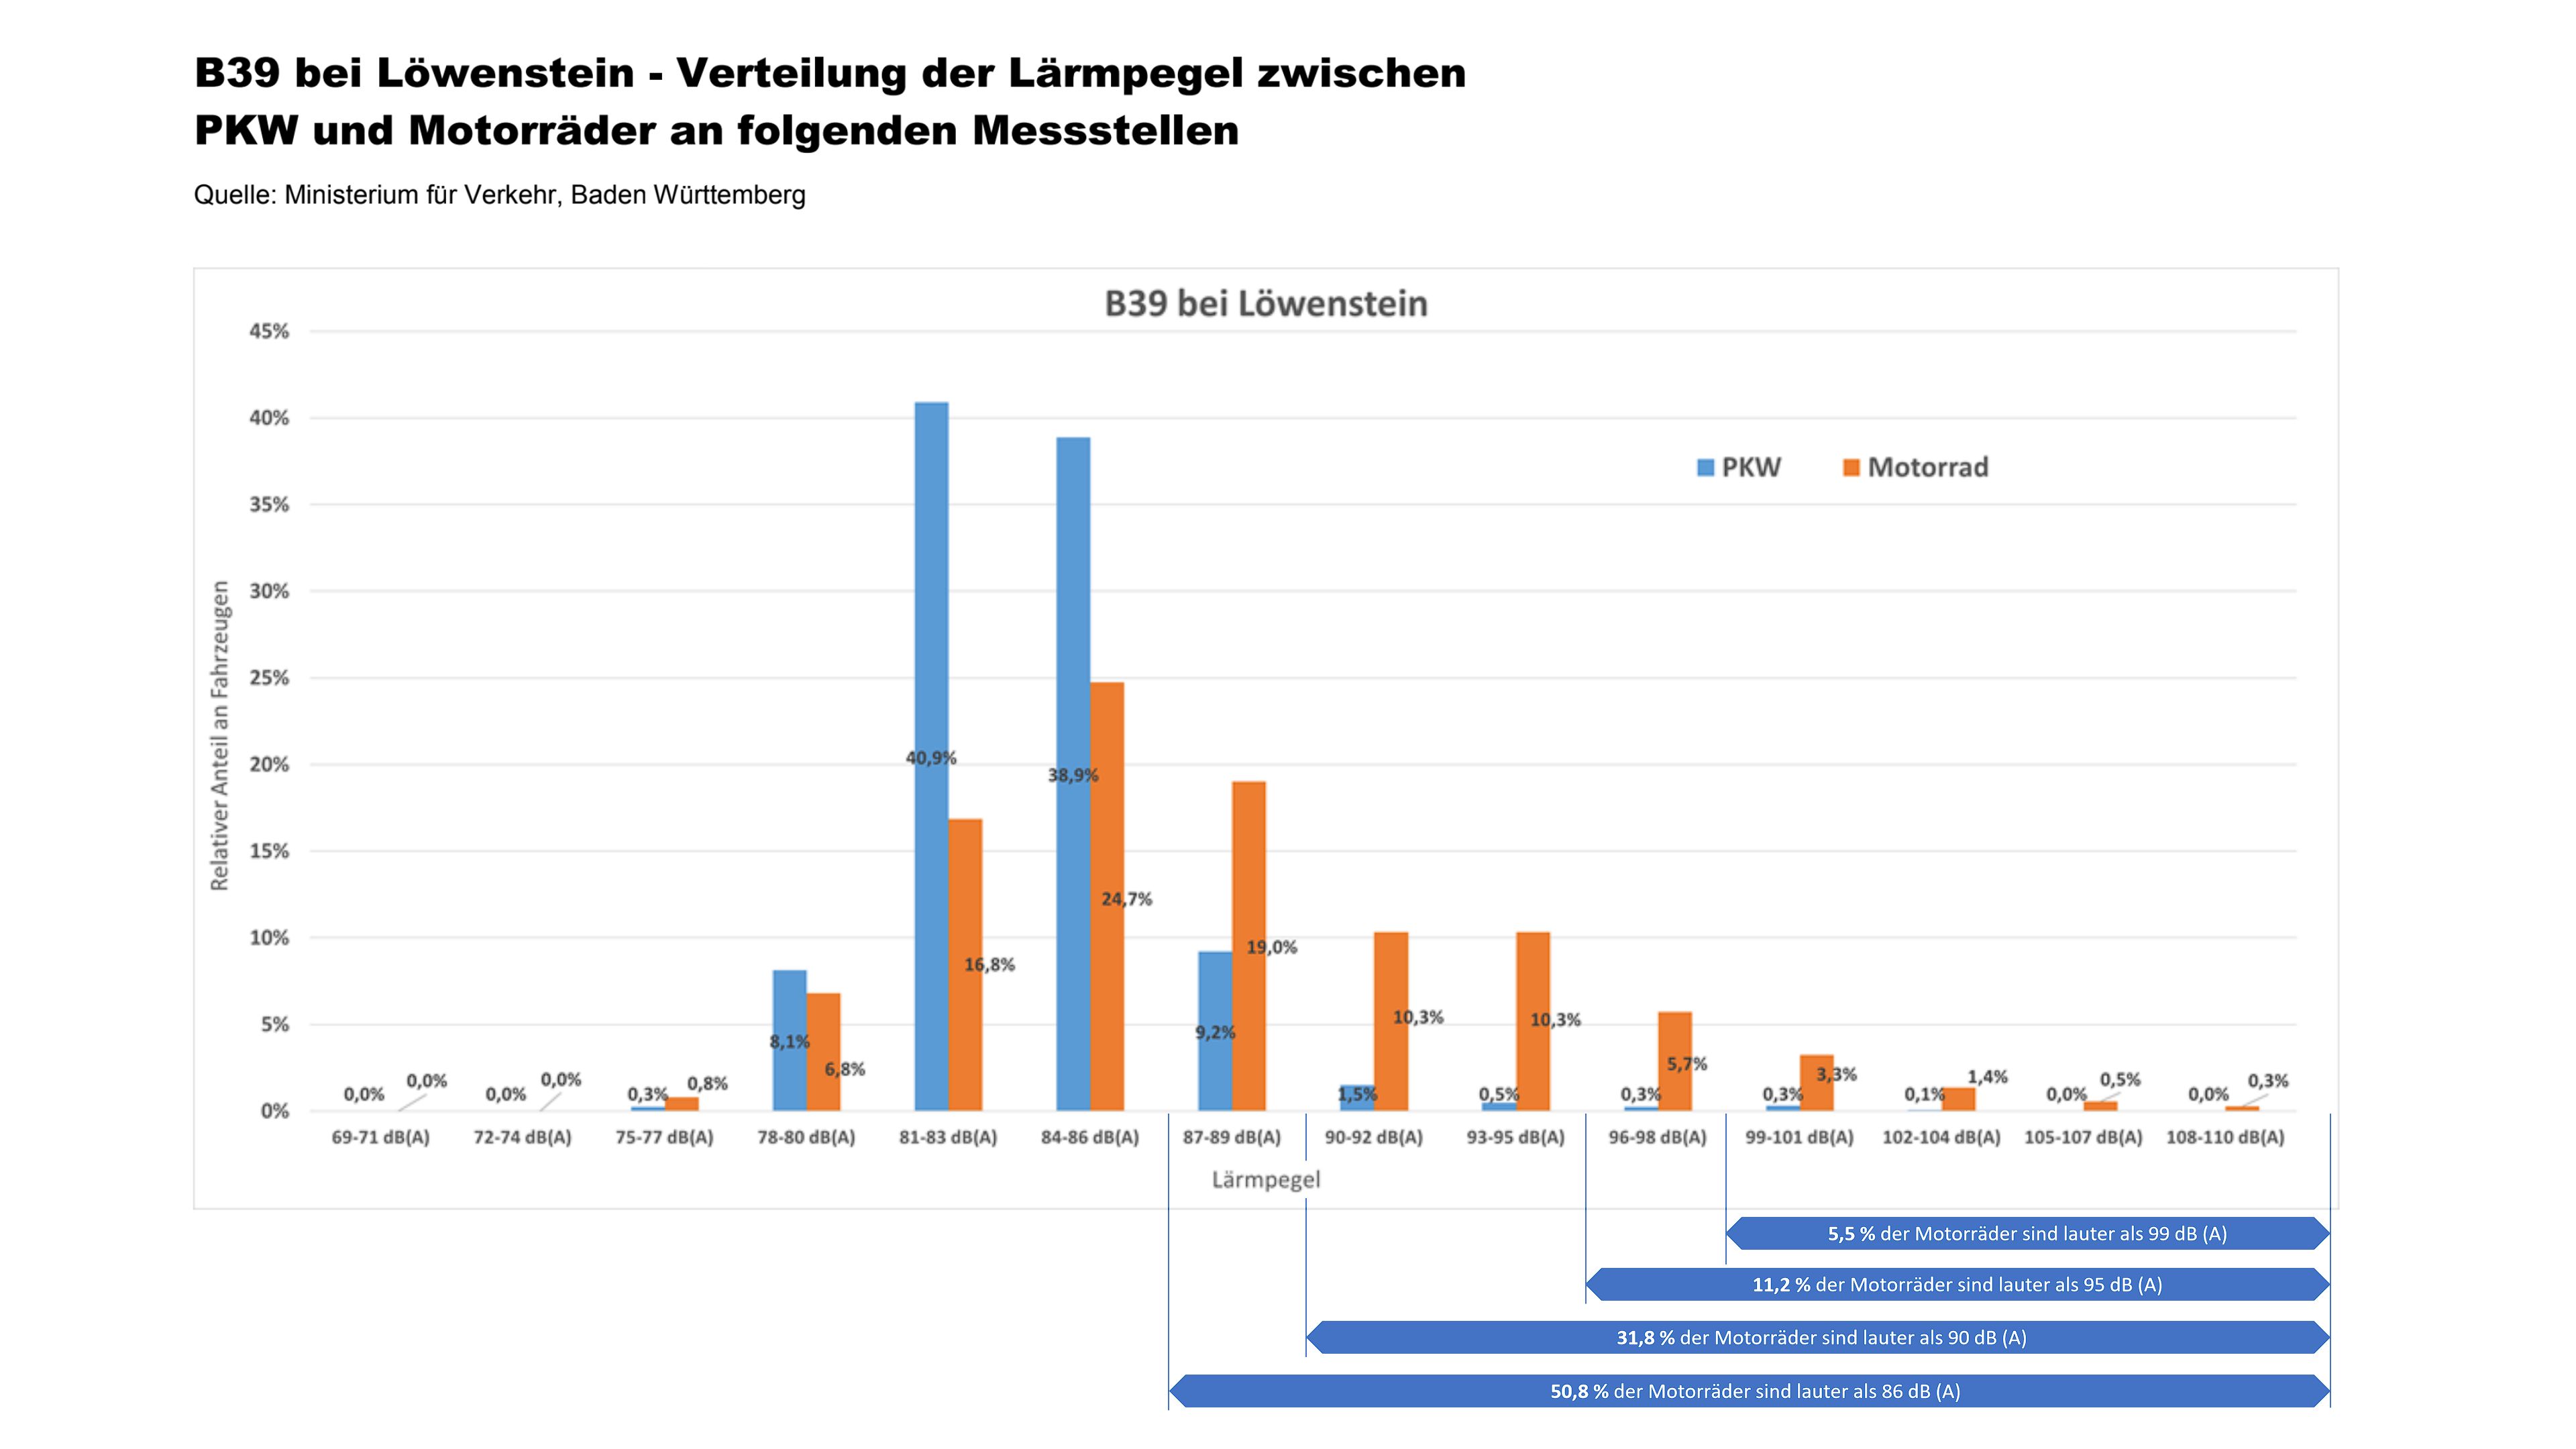 B39 bei Löwenstein - Verteilung der Lärmpegel zwischen
PKW und Motorräder an folgenden Messstellen
Quelle: Ministerium für Verkehr, Baden Württemberg
B39 bei Löwenstein
45%
40%
35%
30%
25%
20%
15%
10%
5%
0%
Relativer Anteil an Fahrzeugen
PKW Motorrad
0,0% 0,0% 0,0% 0,0% 0,3% 0,8% 8,1% 6,8% 40,9% 16,8% 38,9% 24,7% 9,2% 19,0% 1,5% 10,3% 0,5% 10,3% 0,3% 5,7% 0,3% 3,3% 0,1% 1,4% 0,0% 0,5% 0,0% 0,3%
69-71 dB(A) 72-74 dB(A) 75-77 dB(A) 78-80 dB(A) 81-83 dB(A) 84-86 dB(A) 87-89 dB(A) 90-92 dB(A) 93-95 dB(A) 96-98 dB(A) 99-101 dB(A) 102-104 dB(A) 105-107 dB(A) 108-110 dB(A)
Lärmpegel
5,5 % der Motorräder sind lauter als 99 dB (A)
11,2 % der Motorräder sind lauter als 95 dB (A)
31,8 % der Motorräder sind lauter als 90 dB (A)
50,8 % der Motorräder sind lauter als 86 dB (A)